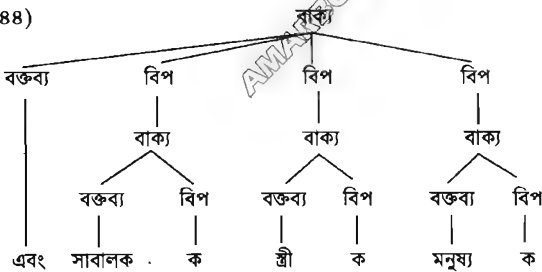 ৪৪)
বাক্য
বক্তব্য বিপ বিপ বিপ
বাক্য বাক্য বাক্য
বক্তব্য বিপ বক্তব্য বিপ বক্তব্য বিপ
এবং সাবালক ক স্ত্রী ক মনুষ্য ক